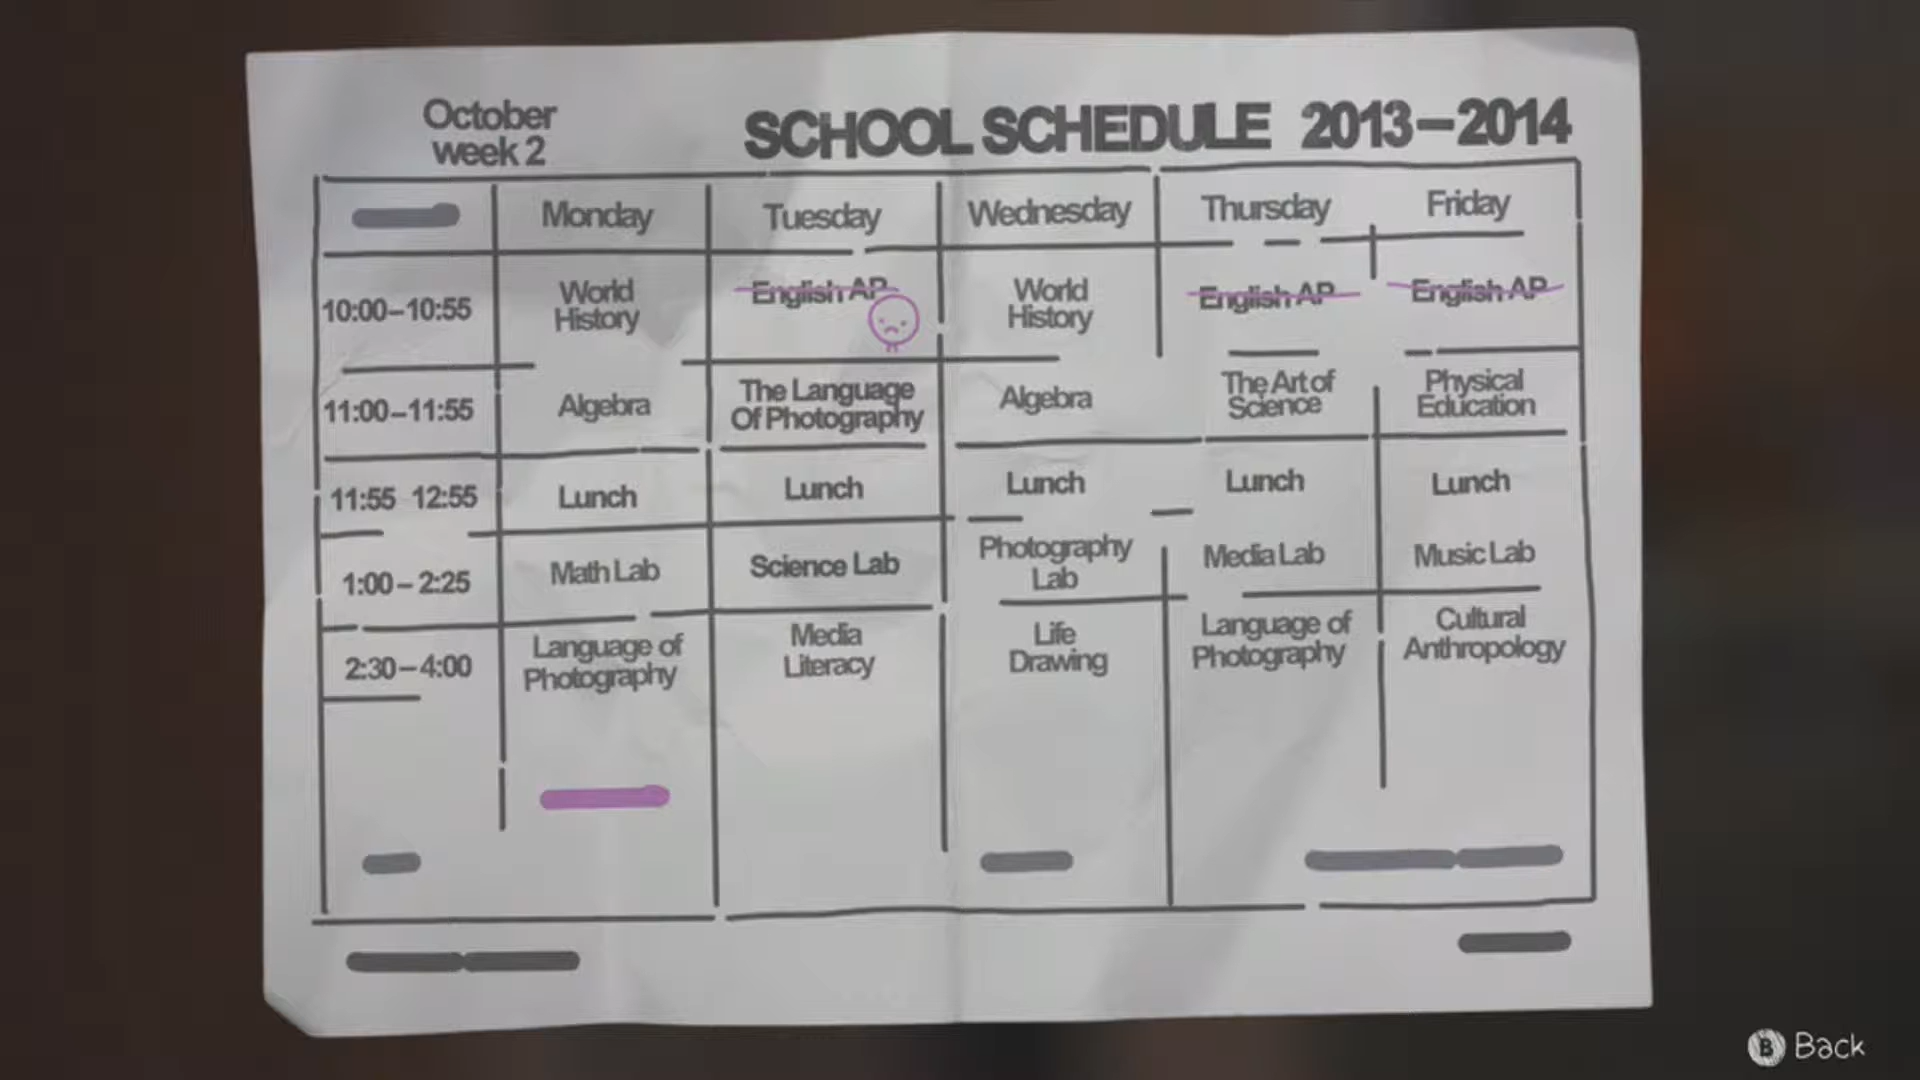 October
week 2
SCHOOL SCHEDULE 2013-2014
Monday Tuesday Wednesday Thursday Friday
10:00-10:55 World
History English AP World
History English AP English AP
11:00-11:55 Algebra The Language
Of Photography Algebra The Art of
Science Physical
Education
11:55 12:55 Lunch Lunch Lunch Lunch Lunch
1:00-2:25 Math Lab Science Lab Photography
Lab Media Lab Music Lab
2:30-4:00 Language of
Photography Media
Literacy Life
Drawing Language of
Photography Cultural
Anthropology
B Back